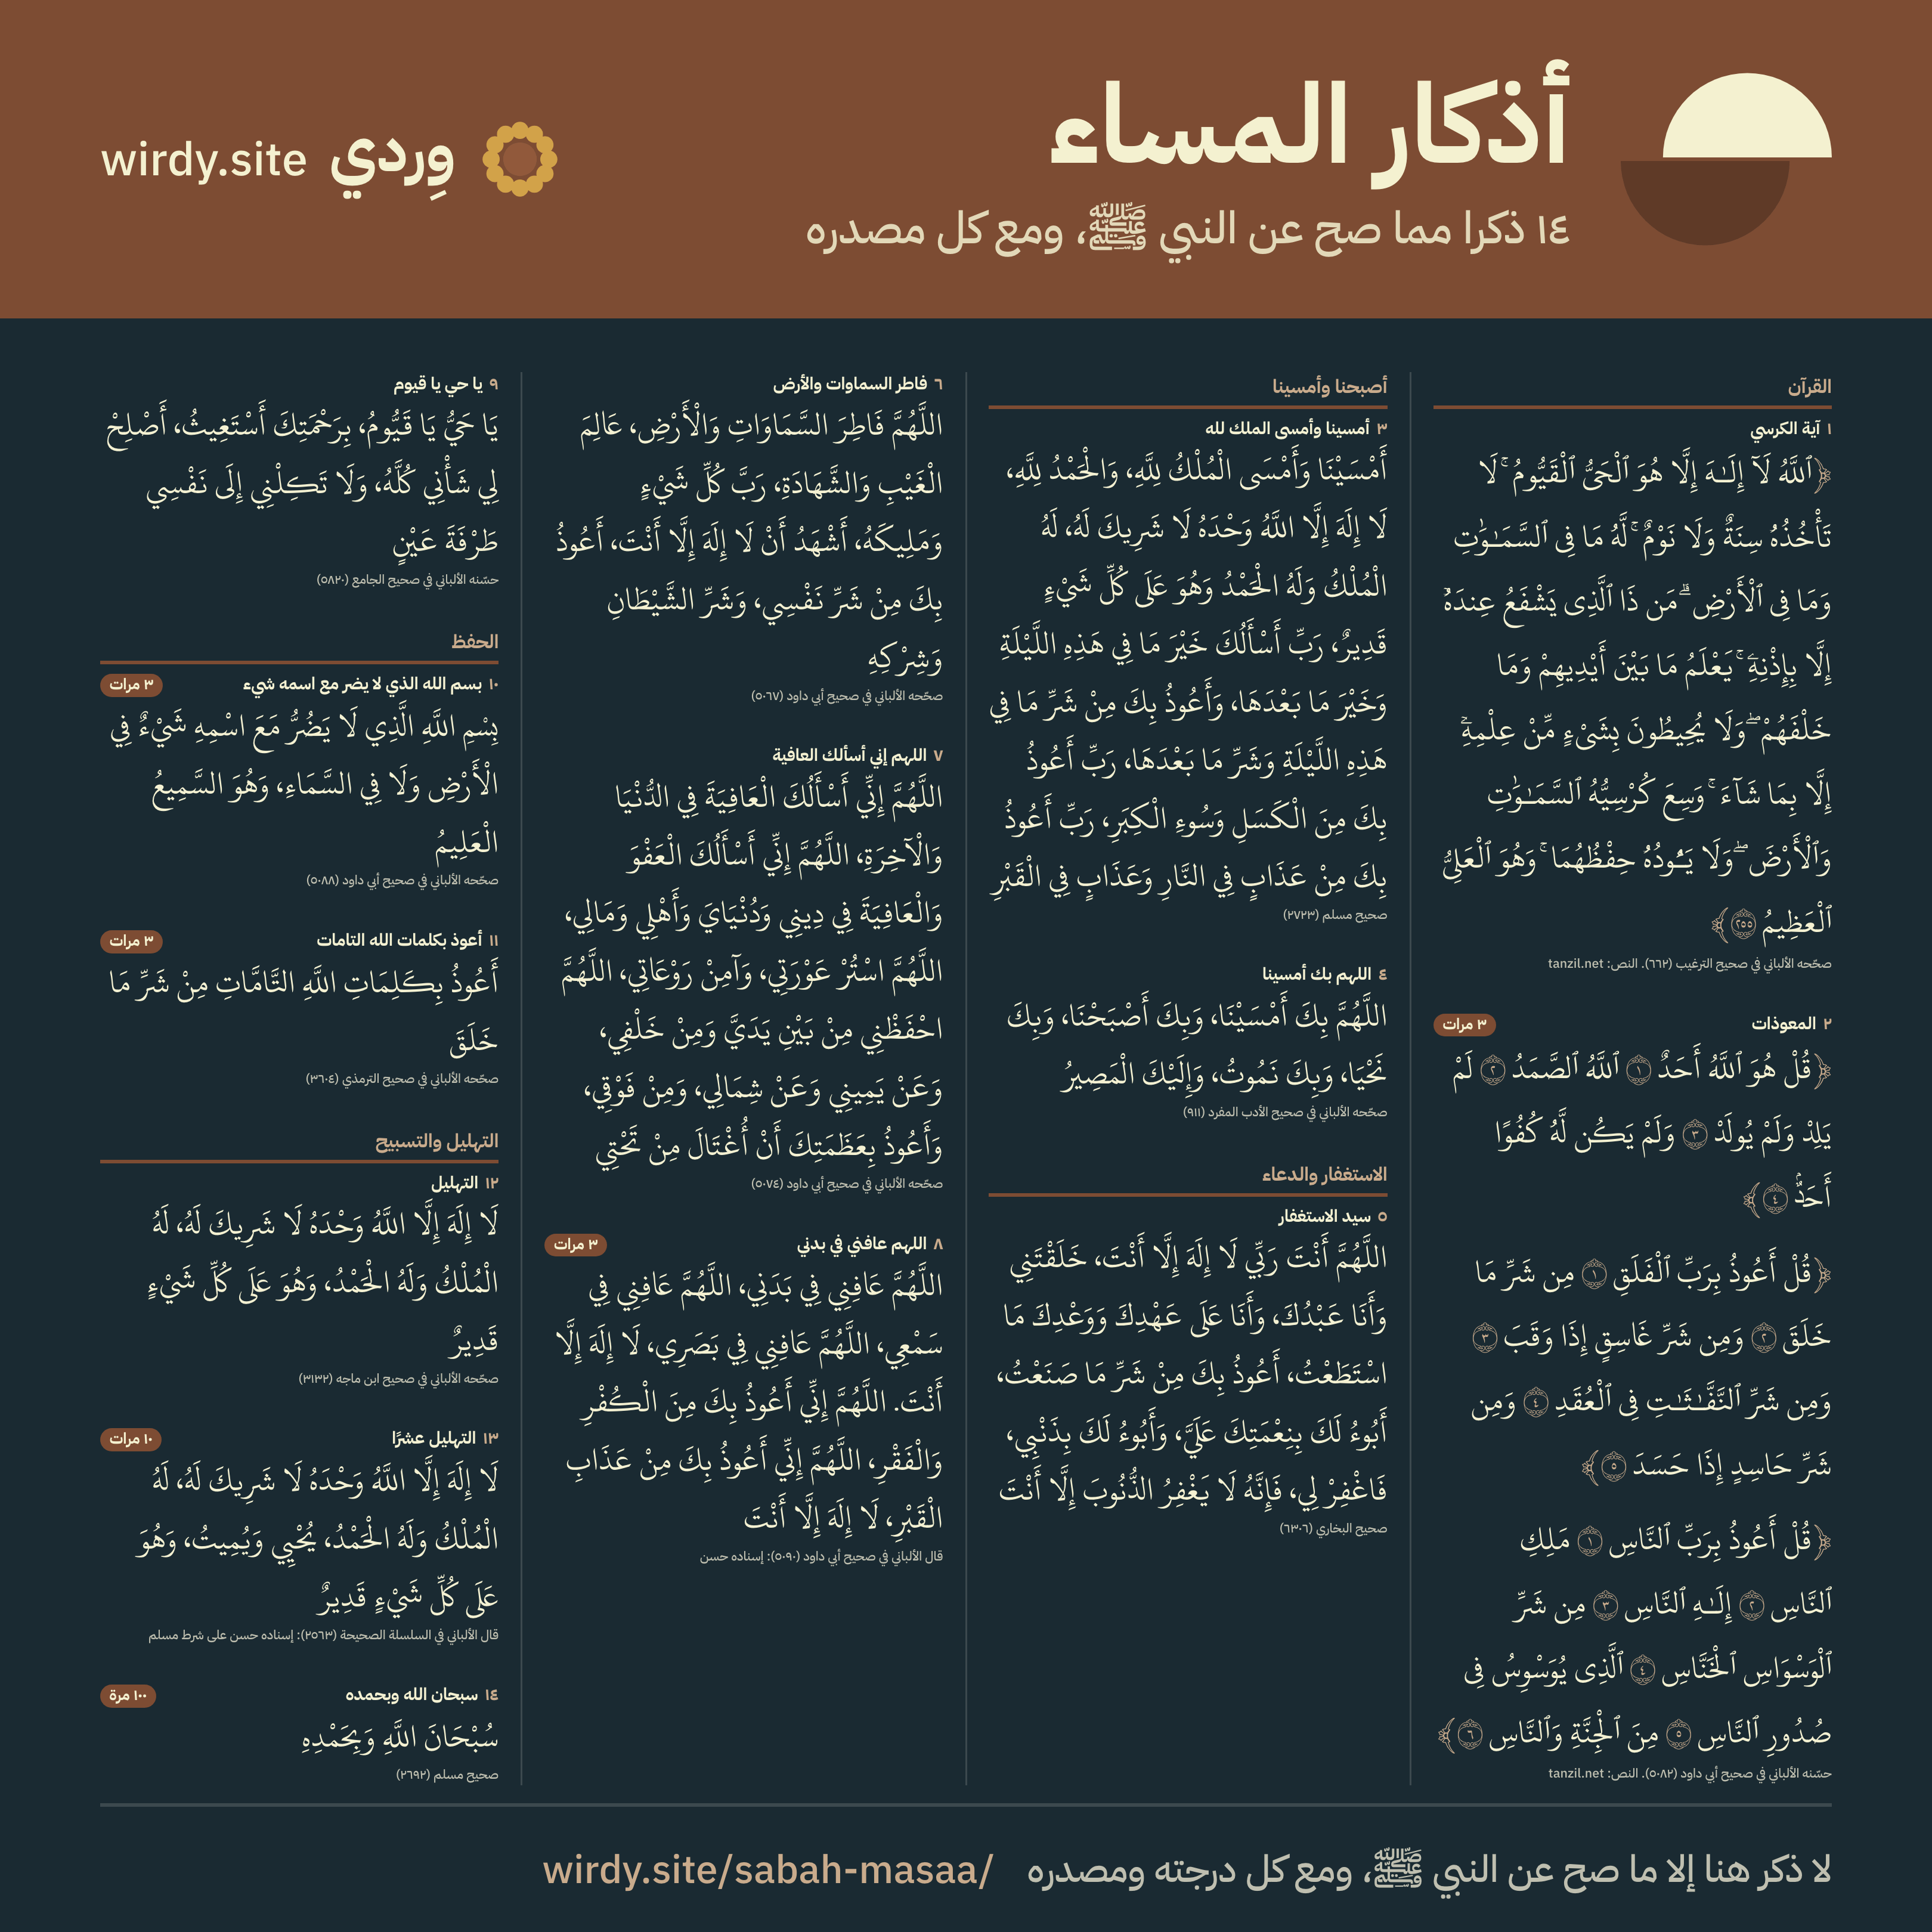 أذكار المساء
١٤ ذكرا مما صح عن النبي ﷺ، ومع كل مصدره
وِردي wirdy.site
القرآن
١ آية الكرسي
﴿ٱللَّهُ لَآ إِلَـٰهَ إِلَّا هُوَ ٱلْحَىُّ ٱلْقَيُّومُ ۚ لَا
تَأْخُذُهُ سِنَةٌ وَلَا نَوْمٌ ۚ لَّهُ مَا فِى ٱلسَّمَـٰوَٰتِ
وَمَا فِى ٱلْأَرْضِ ۗ مَن ذَا ٱلَّذِى يَشْفَعُ عِندَهُۥٓ
إِلَّا بِإِذْنِهِۦ ۚ يَعْلَمُ مَا بَيْنَ أَيْدِيهِمْ وَمَا
خَلْفَهُمْ ۖ وَلَا يُحِيطُونَ بِشَىْءٍ مِّنْ عِلْمِهِۦٓ
إِلَّا بِمَا شَآءَ ۚ وَسِعَ كُرْسِيُّهُ ٱلسَّمَـٰوَٰتِ
وَٱلْأَرْضَ ۖ وَلَا يَـُٔودُهُۥ حِفْظُهُمَا ۚ وَهُوَ ٱلْعَلِىُّ
ٱلْعَظِيمُ ۝٢٥٥﴾
صحّحه الألباني في صحيح الترغيب (٦٦٢). النص: tanzil.net
٢ المعوذات
٣ مرات
﴿قُلْ هُوَ ٱللَّهُ أَحَدٌ ۝١ ٱللَّهُ ٱلصَّمَدُ ۝٢ لَمْ
يَلِدْ وَلَمْ يُولَدْ ۝٣ وَلَمْ يَكُن لَّهُ كُفُوًا
أَحَدٌۢ ۝٤﴾
﴿قُلْ أَعُوذُ بِرَبِّ ٱلْفَلَقِ ۝١ مِن شَرِّ مَا
خَلَقَ ۝٢ وَمِن شَرِّ غَاسِقٍ إِذَا وَقَبَ ۝٣
وَمِن شَرِّ ٱلنَّفَّـٰثَـٰتِ فِى ٱلْعُقَدِ ۝٤ وَمِن
شَرِّ حَاسِدٍ إِذَا حَسَدَ ۝٥﴾
﴿قُلْ أَعُوذُ بِرَبِّ ٱلنَّاسِ ۝١ مَلِكِ
ٱلنَّاسِ ۝٢ إِلَـٰهِ ٱلنَّاسِ ۝٣ مِن شَرِّ
ٱلْوَسْوَاسِ ٱلْخَنَّاسِ ۝٤ ٱلَّذِى يُوَسْوِسُ فِى
صُدُورِ ٱلنَّاسِ ۝٥ مِنَ ٱلْجِنَّةِ وَٱلنَّاسِ ۝٦﴾
حسّنه الألباني في صحيح أبي داود (٥٠٨٢). النص: tanzil.net
أصبحنا وأمسينا
٣ أمسينا وأمسى الملك لله
أَمْسَيْنَا وَأَمْسَى الْمُلْكُ لِلَّهِ، وَالْحَمْدُ لِلَّهِ،
لَا إِلَهَ إِلَّا اللَّهُ وَحْدَهُ لَا شَرِيكَ لَهُ، لَهُ
الْمُلْكُ وَلَهُ الْحَمْدُ وَهُوَ عَلَى كُلِّ شَيْءٍ
قَدِيرٌ، رَبِّ أَسْأَلُكَ خَيْرَ مَا فِي هَذِهِ اللَّيْلَةِ
وَخَيْرَ مَا بَعْدَهَا، وَأَعُوذُ بِكَ مِنْ شَرِّ مَا فِي
هَذِهِ اللَّيْلَةِ وَشَرِّ مَا بَعْدَهَا، رَبِّ أَعُوذُ
بِكَ مِنَ الْكَسَلِ وَسُوءِ الْكِبَرِ، رَبِّ أَعُوذُ
بِكَ مِنْ عَذَابٍ فِي النَّارِ وَعَذَابٍ فِي الْقَبْرِ
صحيح مسلم (٢٧٢٣)
٤ اللهم بك أمسينا
اللَّهُمَّ بِكَ أَمْسَيْنَا، وَبِكَ أَصْبَحْنَا، وَبِكَ
نَحْيَا، وَبِكَ نَمُوتُ، وَإِلَيْكَ الْمَصِيرُ
صحّحه الألباني في صحيح الأدب المفرد (٩١١)
الاستغفار والدعاء
٥ سيد الاستغفار
اللَّهُمَّ أَنْتَ رَبِّي لَا إِلَهَ إِلَّا أَنْتَ، خَلَقْتَنِي
وَأَنَا عَبْدُكَ، وَأَنَا عَلَى عَهْدِكَ وَوَعْدِكَ مَا
اسْتَطَعْتُ، أَعُوذُ بِكَ مِنْ شَرِّ مَا صَنَعْتُ،
أَبُوءُ لَكَ بِنِعْمَتِكَ عَلَيَّ، وَأَبُوءُ لَكَ بِذَنْبِي،
فَاغْفِرْ لِي، فَإِنَّهُ لَا يَغْفِرُ الذُّنُوبَ إِلَّا أَنْتَ
صحيح البخاري (٦٣٠٦)
٦ فاطر السماوات والأرض
اللَّهُمَّ فَاطِرَ السَّمَاوَاتِ وَالْأَرْضِ، عَالِمَ
الْغَيْبِ وَالشَّهَادَةِ، رَبَّ كُلِّ شَيْءٍ
وَمَلِيكَهُ، أَشْهَدُ أَنْ لَا إِلَهَ إِلَّا أَنْتَ، أَعُوذُ
بِكَ مِنْ شَرِّ نَفْسِي، وَشَرِّ الشَّيْطَانِ
وَشِرْكِهِ
صحّحه الألباني في صحيح أبي داود (٥٠٦٧)
٧ اللهم إني أسألك العافية
اللَّهُمَّ إِنِّي أَسْأَلُكَ الْعَافِيَةَ فِي الدُّنْيَا
وَالْآخِرَةِ، اللَّهُمَّ إِنِّي أَسْأَلُكَ الْعَفْوَ
وَالْعَافِيَةَ فِي دِينِي وَدُنْيَايَ وَأَهْلِي وَمَالِي،
اللَّهُمَّ اسْتُرْ عَوْرَتِي، وَآمِنْ رَوْعَاتِي، اللَّهُمَّ
احْفَظْنِي مِنْ بَيْنِ يَدَيَّ وَمِنْ خَلْفِي،
وَعَنْ يَمِينِي وَعَنْ شِمَالِي، وَمِنْ فَوْقِي،
وَأَعُوذُ بِعَظَمَتِكَ أَنْ أُغْتَالَ مِنْ تَحْتِي
صحّحه الألباني في صحيح أبي داود (٥٠٧٤)
٨ اللهم عافني في بدني
٣ مرات
اللَّهُمَّ عَافِنِي فِي بَدَنِي، اللَّهُمَّ عَافِنِي فِي
سَمْعِي، اللَّهُمَّ عَافِنِي فِي بَصَرِي، لَا إِلَهَ إِلَّا
أَنْتَ. اللَّهُمَّ إِنِّي أَعُوذُ بِكَ مِنَ الْكُفْرِ
وَالْفَقْرِ، اللَّهُمَّ إِنِّي أَعُوذُ بِكَ مِنْ عَذَابِ
الْقَبْرِ، لَا إِلَهَ إِلَّا أَنْتَ
قال الألباني في صحيح أبي داود (٥٠٩٠): إسناده حسن
٩ يا حي يا قيوم
يَا حَيُّ يَا قَيُّومُ، بِرَحْمَتِكَ أَسْتَغِيثُ، أَصْلِحْ
لِي شَأْنِي كُلَّهُ، وَلَا تَكِلْنِي إِلَى نَفْسِي
طَرْفَةَ عَيْنٍ
حسّنه الألباني في صحيح الجامع (٥٨٢٠)
الحفظ
١٠ بسم الله الذي لا يضر مع اسمه شيء
٣ مرات
بِسْمِ اللَّهِ الَّذِي لَا يَضُرُّ مَعَ اسْمِهِ شَيْءٌ فِي
الْأَرْضِ وَلَا فِي السَّمَاءِ، وَهُوَ السَّمِيعُ
الْعَلِيمُ
صحّحه الألباني في صحيح أبي داود (٥٠٨٨)
١١ أعوذ بكلمات الله التامات
٣ مرات
أَعُوذُ بِكَلِمَاتِ اللَّهِ التَّامَّاتِ مِنْ شَرِّ مَا
خَلَقَ
صحّحه الألباني في صحيح الترمذي (٣٦٠٤)
التهليل والتسبيح
١٢ التهليل
لَا إِلَهَ إِلَّا اللَّهُ وَحْدَهُ لَا شَرِيكَ لَهُ، لَهُ
الْمُلْكُ وَلَهُ الْحَمْدُ، وَهُوَ عَلَى كُلِّ شَيْءٍ
قَدِيرٌ
صحّحه الألباني في صحيح ابن ماجه (٣١٣٢)
١٣ التهليل عشرًا
١٠ مرات
لَا إِلَهَ إِلَّا اللَّهُ وَحْدَهُ لَا شَرِيكَ لَهُ، لَهُ
الْمُلْكُ وَلَهُ الْحَمْدُ، يُحْيِي وَيُمِيتُ، وَهُوَ
عَلَى كُلِّ شَيْءٍ قَدِيرٌ
قال الألباني في السلسلة الصحيحة (٢٥٦٣): إسناده حسن على شرط مسلم
١٤ سبحان الله وبحمده
١٠٠ مرة
سُبْحَانَ اللَّهِ وَبِحَمْدِهِ
صحيح مسلم (٢٦٩٢)
لا ذكر هنا إلا ما صح عن النبي ﷺ، ومع كل درجته ومصدره wirdy.site/sabah-masaa/